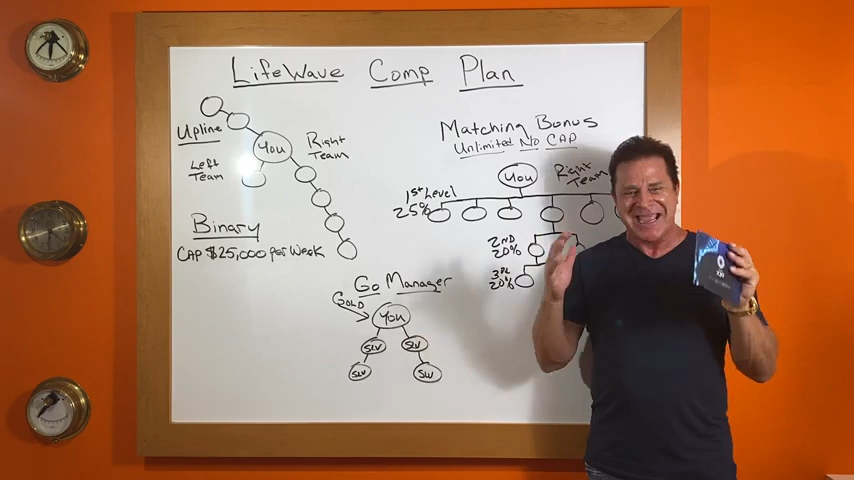 LifeWave Comp Plan
Upline
You
Right Team
Left Team
Binary
CAP $25,000 per Week
Matching Bonus
Unlimited No CAP
You
Right Team
1st Level
25%
2ND
20%
3RD
20%
Go Manager
GOLD
You
SLV SLV
SLV SLV